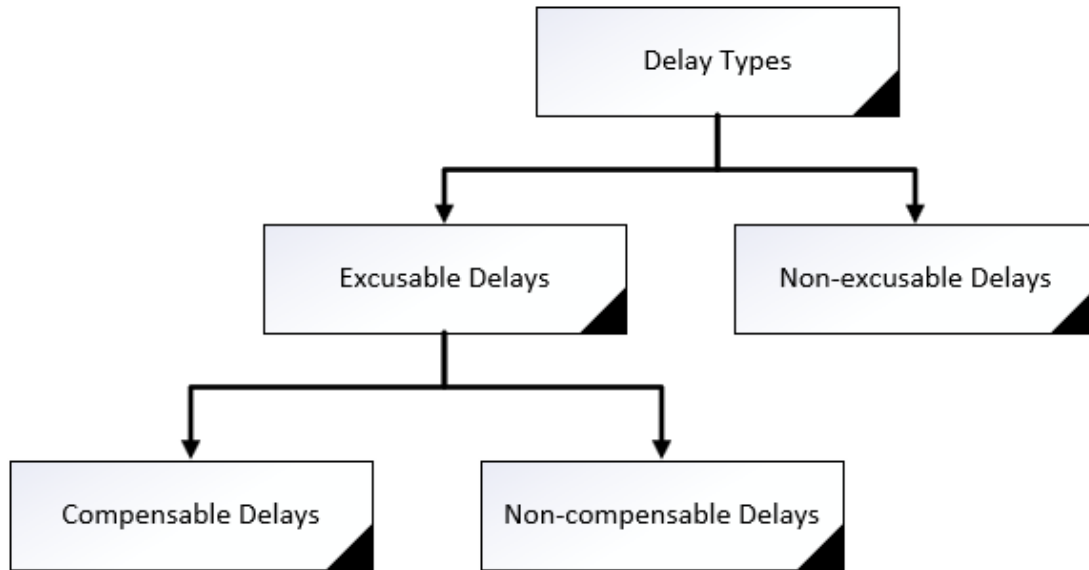 Delay Types
Excusable Delays
Non-excusable Delays
Compensable Delays
Non-compensable Delays